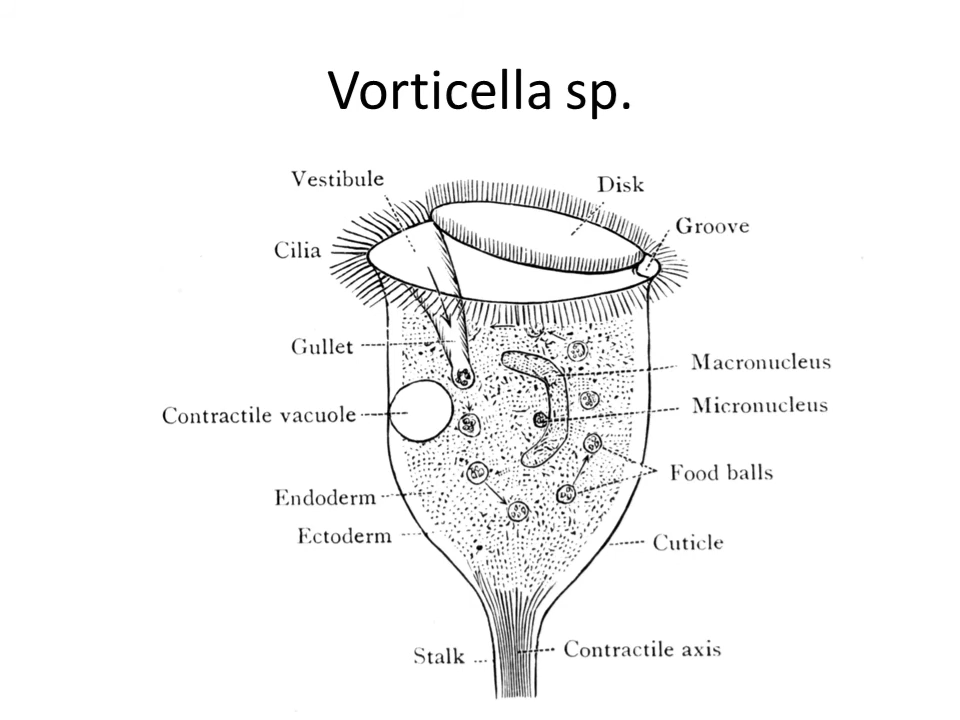 Vorticella sp.
Vestibule
Disk
Groove
Cilia
Gullet
Macronucleus
Contractile vacuole
Micronucleus
Food balls
Endoderm
Ectoderm
Cuticle
Stalk
Contractile axis